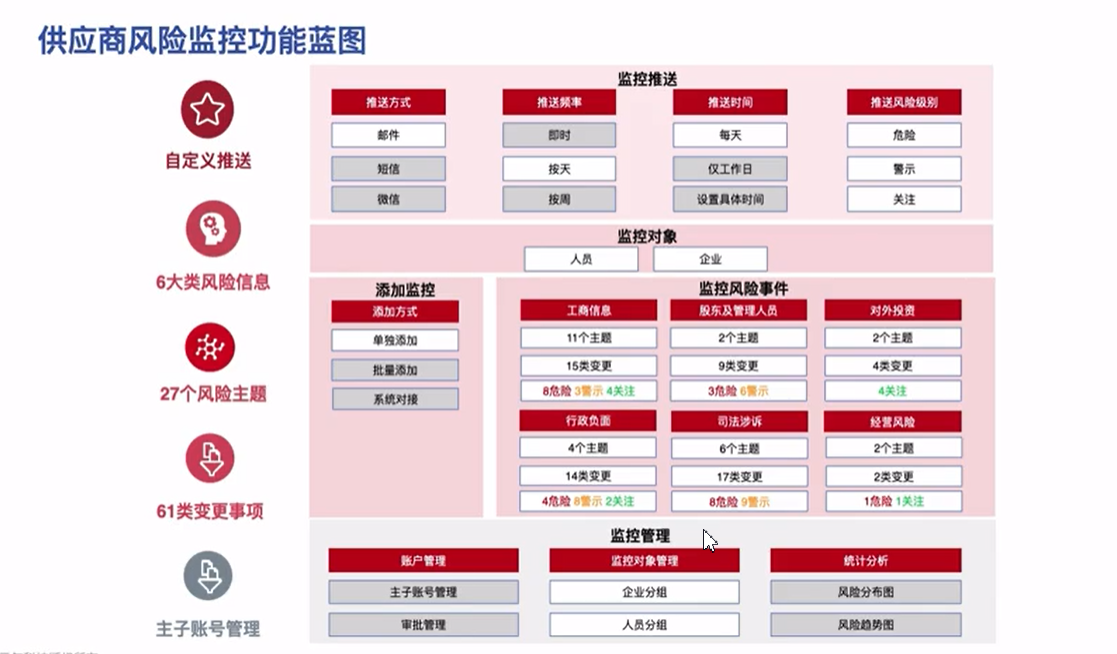 供应商风险监控功能蓝图
自定义推送
6大类风险信息
27个风险主题
61类变更事项
主子账号管理
监控推送
推送方式 推送频率 推送时间 推送风险级别
邮件 即时 每天 危险
短信 按天 仅工作日 警示
微信 按周 设置具体时间 关注
监控对象
人员 企业
添加监控
添加方式
单独添加
批量添加
系统对接
监控风险事件
工商信息 股东及管理人员 对外投资
11个主题 2个主题 2个主题
15类变更 9类变更 4类变更
8危险 3警示 4关注 3危险 6警示 4关注
行政负面 司法涉诉 经营风险
4个主题 6个主题 2个主题
14类变更 17类变更 2类变更
4危险 8警示 2关注 8危险 9警示 1危险 1关注
监控管理
账户管理 监控对象管理 统计分析
主子账号管理 企业分组 风险分布图
审批管理 人员分组 风险趋势图